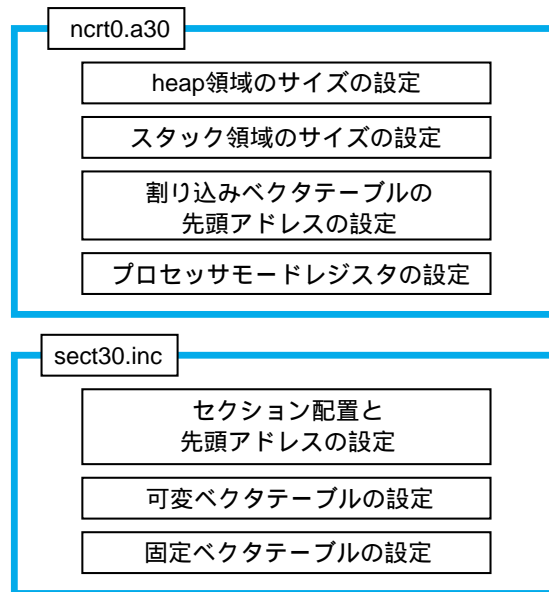 ncrt0.a30
heap領域のサイズの設定
スタック領域のサイズの設定
割り込みベクタテーブルの
先頭アドレスの設定
プロセッサモードレジスタの設定
sect30.inc
セクション配置と
先頭アドレスの設定
可変ベクタテーブルの設定
固定ベクタテーブルの設定